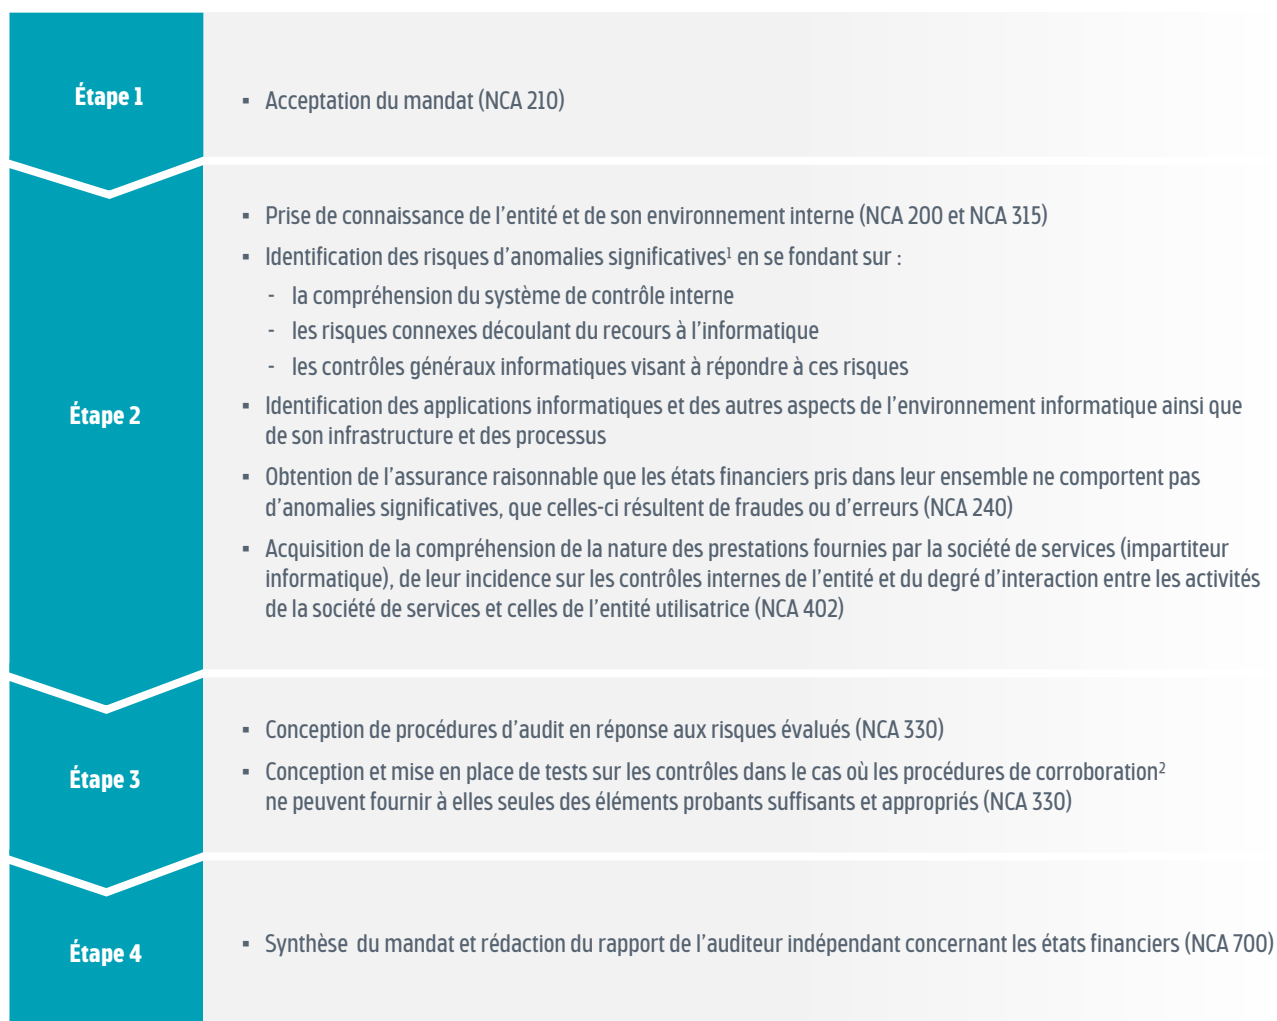 Étape 1
▪ Acceptation du mandat (NCA 210)
Étape 2
▪ Prise de connaissance de l’entité et de son environnement interne (NCA 200 et NCA 315)
▪ Identification des risques d’anomalies significatives¹ en se fondant sur :
- la compréhension du système de contrôle interne
- les risques connexes découlant du recours à l’informatique
- les contrôles généraux informatiques visant à répondre à ces risques
▪ Identification des applications informatiques et des autres aspects de l’environnement informatique ainsi que
de son infrastructure et des processus
▪ Obtention de l’assurance raisonnable que les états financiers pris dans leur ensemble ne comportent pas
d’anomalies significatives, que celles-ci résultent de fraudes ou d’erreurs (NCA 240)
▪ Acquisition de la compréhension de la nature des prestations fournies par la société de services (impartiteur
informatique), de leur incidence sur les contrôles internes de l’entité et du degré d’interaction entre les activités
de la société de services et celles de l’entité utilisatrice (NCA 402)
Étape 3
▪ Conception de procédures d’audit en réponse aux risques évalués (NCA 330)
▪ Conception et mise en place de tests sur les contrôles dans le cas où les procédures de corroboration²
ne peuvent fournir à elles seules des éléments probants suffisants et appropriés (NCA 330)
Étape 4
▪ Synthèse du mandat et rédaction du rapport de l’auditeur indépendant concernant les états financiers (NCA 700)